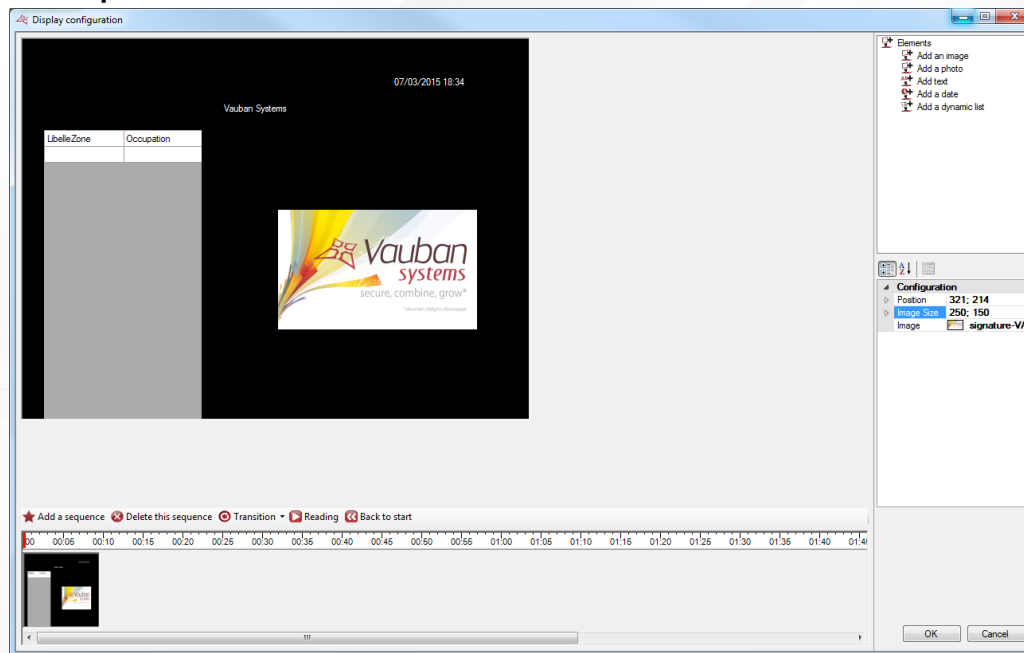 Display configuration
07/03/2015 18:34
Vauban Systems
LibelleZone Occupation
Vauban
systems
secure, combine, grow*
Elements
Add an image
Add a photo
Add text
Add a date
Add a dynamic list
Configuration
Position 321; 214
Image Size 250; 150
Image signature-VA
Add a sequence Delete this sequence Transition Reading Back to start
00 00:05 00:10 00:15 00:20 00:25 00:30 00:35 00:40 00:45 00:50 00:55 01:00 01:05 01:10 01:15 01:20 01:25 01:30 01:35 01:40 01:4
OK Cancel